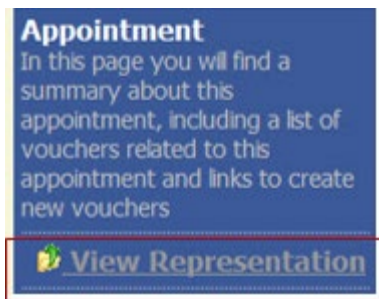 Appointment
In this page you will find a
summary about this
appointment, including a list of
vouchers related to this
appointment and links to create
new vouchers
View Representation